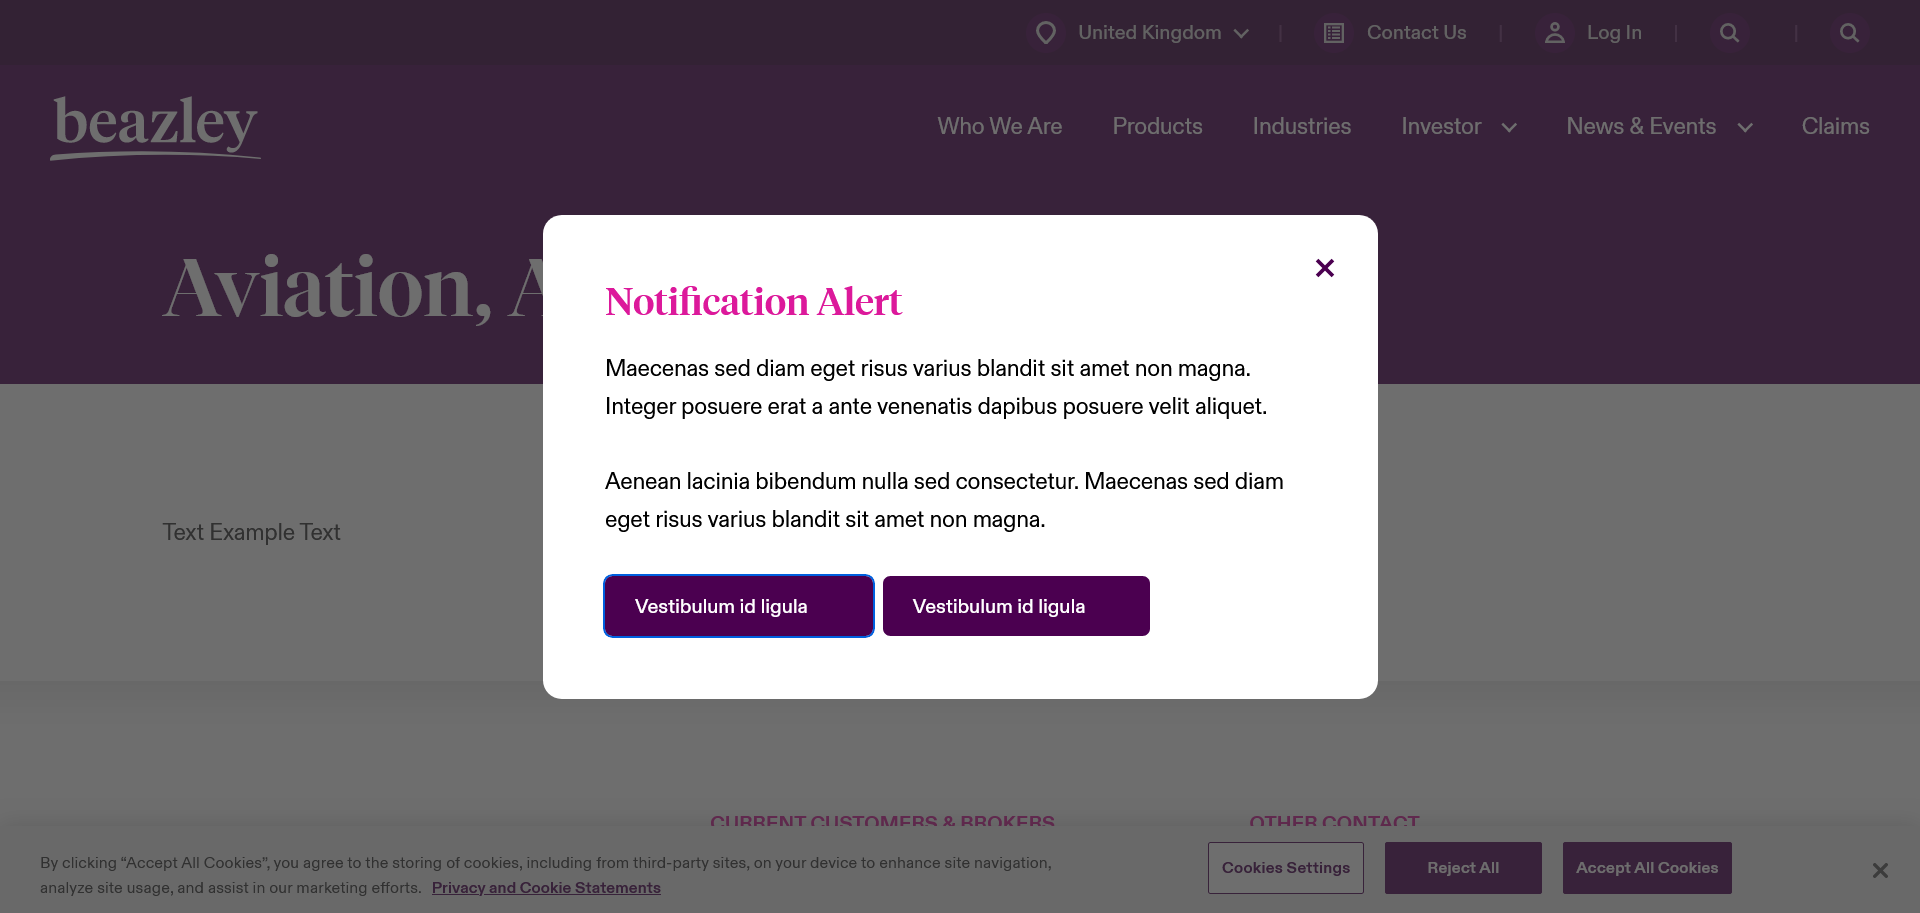 United Kingdom
Contact Us
Log In
beazley
Who We Are
Products
Industries
Investor
News & Events
Claims
Aviation, A
Notification Alert
Maecenas sed diam eget risus varius blandit sit amet non magna.
Integer posuere erat a ante venenatis dapibus posuere velit aliquet.
Aenean lacinia bibendum nulla sed consectetur. Maecenas sed diam
eget risus varius blandit sit amet non magna.
Text Example Text
Vestibulum id ligula
Vestibulum id ligula
CURRENT CUSTOMERS & BROKERS
OTHER CONTACT
By clicking “Accept All Cookies”, you agree to the storing of cookies, including from third-party sites, on your device to enhance site navigation,
analyze site usage, and assist in our marketing efforts. Privacy and Cookie Statements
Cookies Settings
Reject All
Accept All Cookies